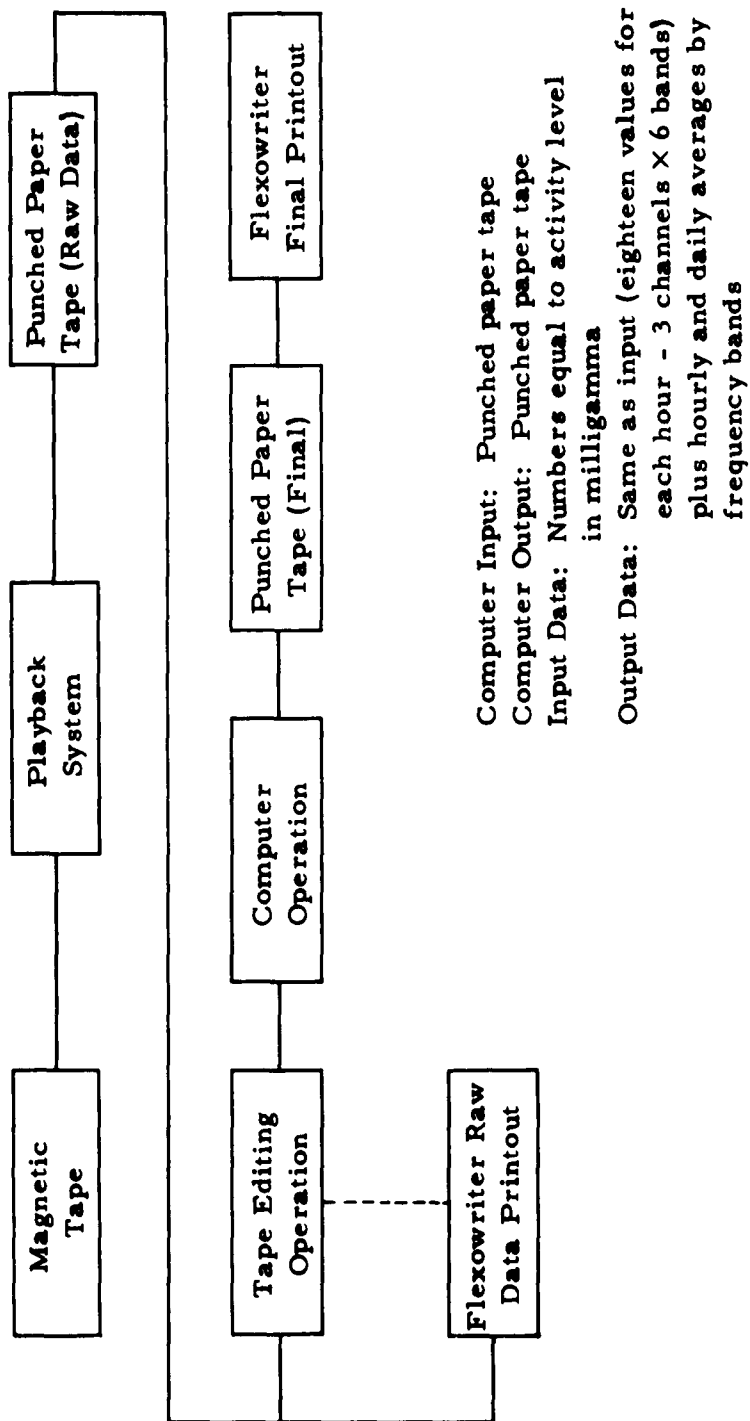 Magnetic
Tape
Playback
System
Punched Paper
Tape (Raw Data)
Tape Editing
Operation
Computer
Operation
Punched Paper
Tape (Final)
Flexowriter
Final Printout
Flexowriter Raw
Data Printout
Computer Input: Punched paper tape
Computer Output: Punched paper tape
Input Data: Numbers equal to activity level
in milligamma
Output Data: Same as input (eighteen values for
each hour - 3 channels × 6 bands)
plus hourly and daily averages by
frequency bands